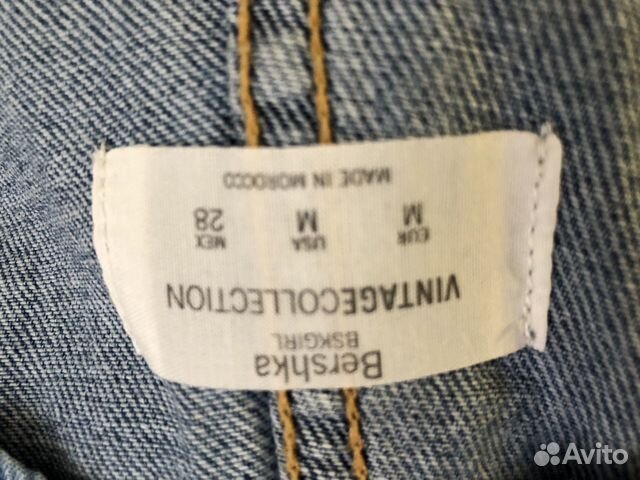 Bershka
BSKGIRL
VINTAGECOLLECTION
EUR USA MEX
M M 28
MADE IN MOROCCO
Avito